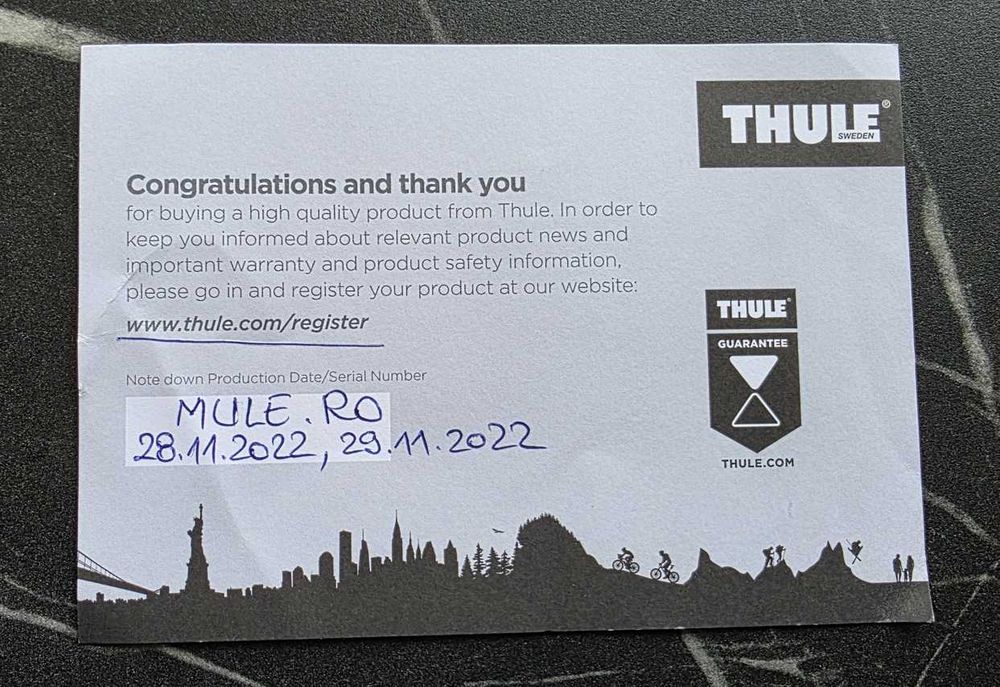 THULE®
SWEDEN
Congratulations and thank you
for buying a high quality product from Thule. In order to
keep you informed about relevant product news and
important warranty and product safety information,
please go in and register your product at our website:
www.thule.com/register
THULE®
GUARANTEE
THULE.COM
Note down Production Date/Serial Number
MULE.RO
28.11.2022, 29.11.2022